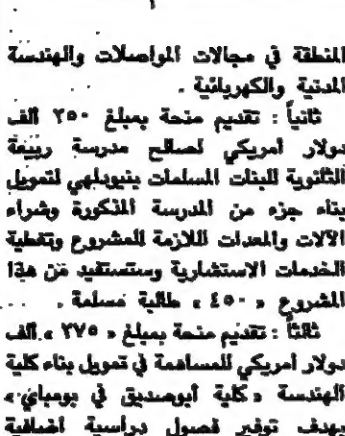 المنطقة في مجالات المواصلات والهندسة
المدنية والكهربائية .
ثانياً : تقديم منحة بمبلغ ٢٥٠ الف
دولار امريكي لصالح مدرسة ربيعة
الثانوية للبنات المسلمات بنيودلهي لتمويل
بناء جزء من المدرسة المذكورة وشراء
الآلات والمعدات اللازمة للمشروع وتغطية
الخدمات الاستشارية وستستفيد من هذا
المشروع « ٤٥٠ » طالبة مسلمة .
ثالثاً : تقديم منحة بمبلغ « ٢٧٥ » الف
دولار امريكي للمساهمة في تمويل بناء كلية
الهندسة « كلية ابوصديق في بومباي »
بهدف توفير فصول دراسية اضافية